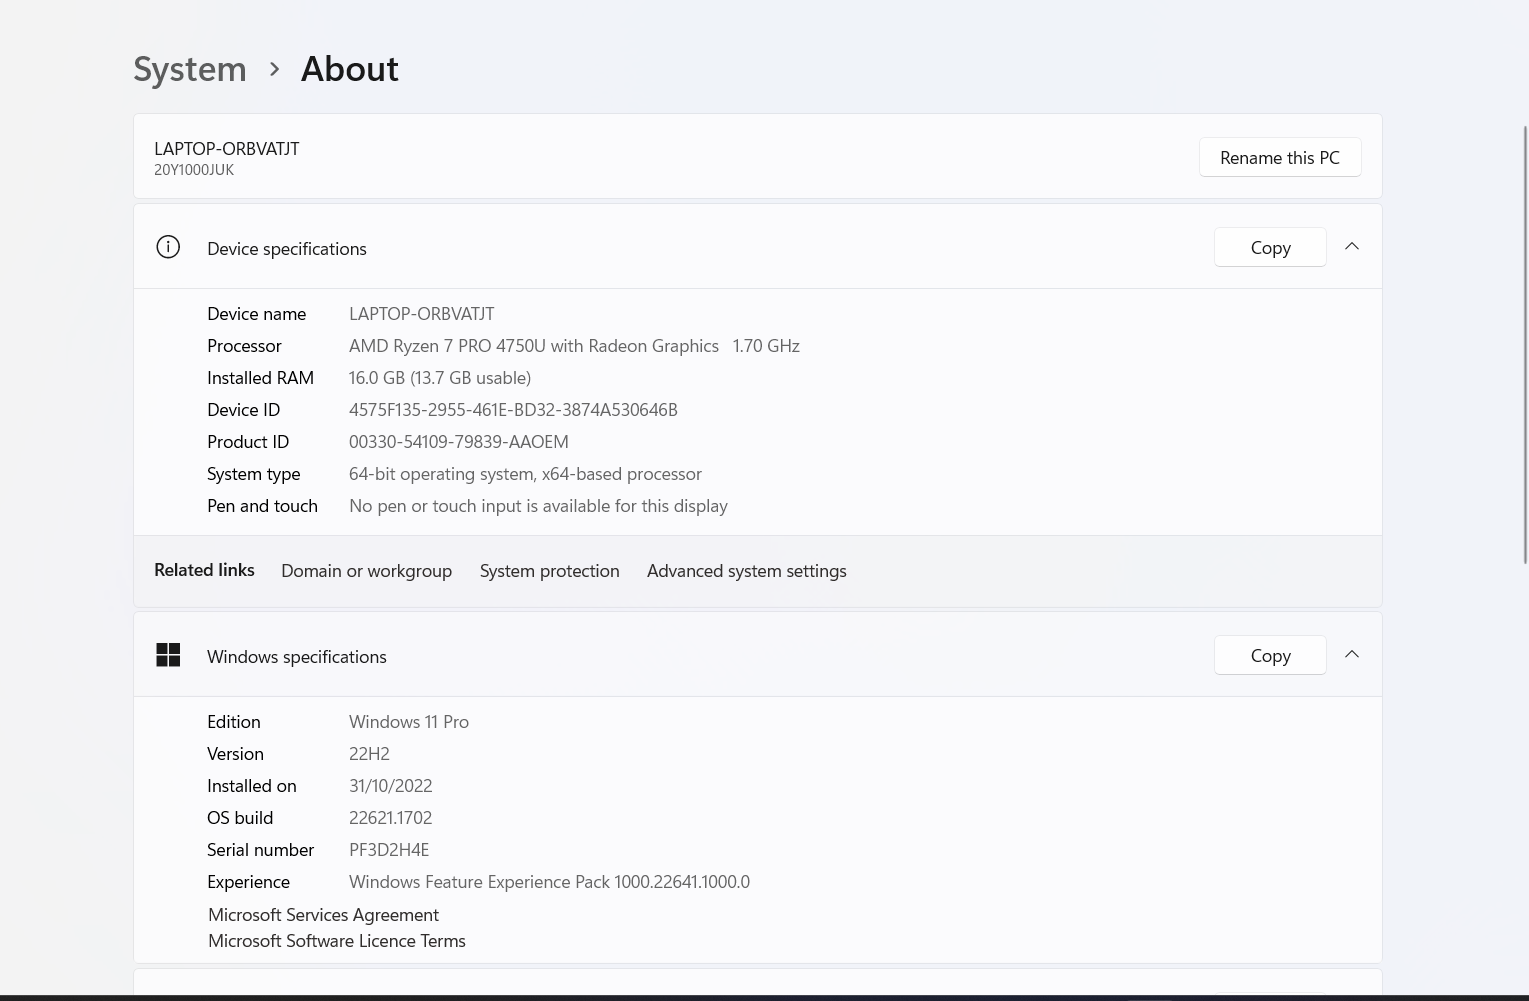 System > About
LAPTOP-ORBVATJT
20Y1000JUK
Rename this PC
Device specifications
Copy
Device name LAPTOP-ORBVATJT
Processor AMD Ryzen 7 PRO 4750U with Radeon Graphics 1.70 GHz
Installed RAM 16.0 GB (13.7 GB usable)
Device ID 4575F135-2955-461E-BD32-3874A530646B
Product ID 00330-54109-79839-AAOEM
System type 64-bit operating system, x64-based processor
Pen and touch No pen or touch input is available for this display
Related links Domain or workgroup System protection Advanced system settings
Windows specifications
Copy
Edition Windows 11 Pro
Version 22H2
Installed on 31/10/2022
OS build 22621.1702
Serial number PF3D2H4E
Experience Windows Feature Experience Pack 1000.22641.1000.0
Microsoft Services Agreement
Microsoft Software Licence Terms